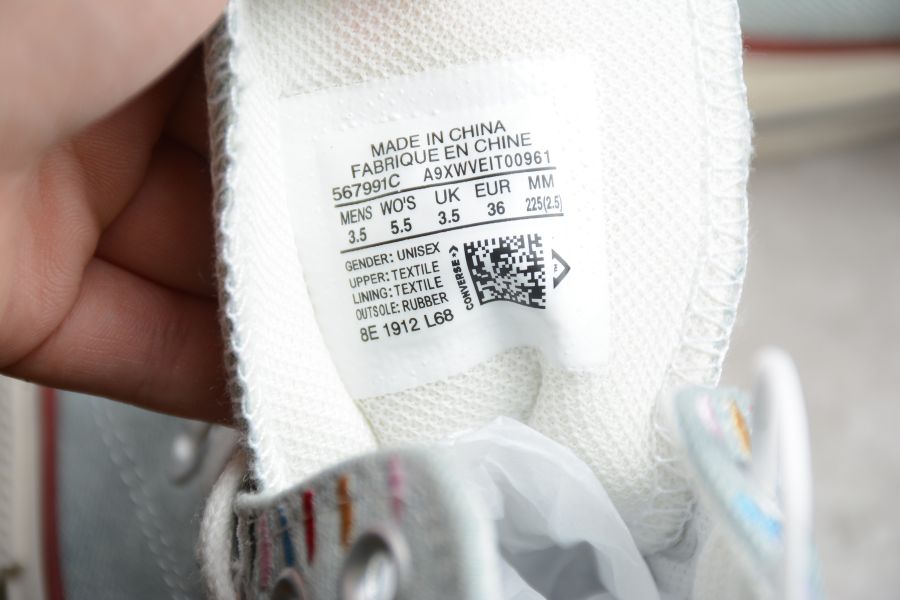 MADE IN CHINA
FABRIQUE EN CHINE
567991C A9XWVEIT00961
MENS WO'S UK EUR MM
3.5 5.5 3.5 36 225(2.5)
GENDER: UNISEX
UPPER: TEXTILE
LINING: TEXTILE
OUTSOLE: RUBBER
8E 1912 L68
CONVERSE